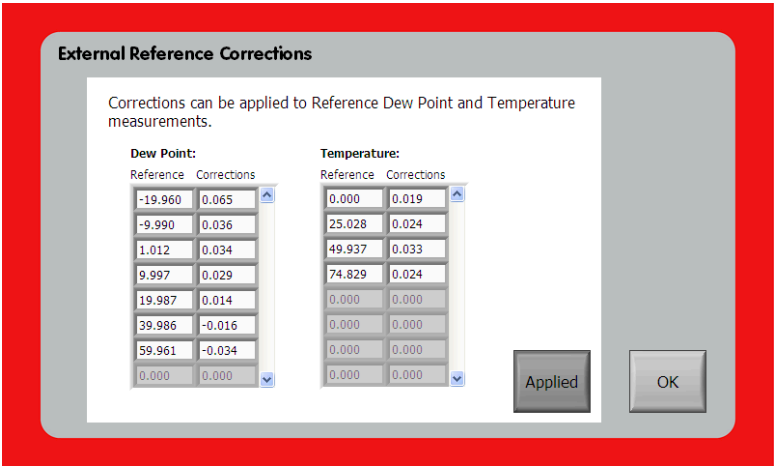 External Reference Corrections
Corrections can be applied to Reference Dew Point and Temperature
measurements.
Dew Point: Temperature:
Reference Corrections Reference Corrections
-19.960 0.065 0.000 0.019
-9.990 0.036 25.028 0.024
1.012 0.034 49.937 0.033
9.997 0.029 74.829 0.024
19.987 0.014 0.000 0.000
39.986 -0.016 0.000 0.000
59.961 -0.034 0.000 0.000
0.000 0.000 0.000 0.000
Applied OK